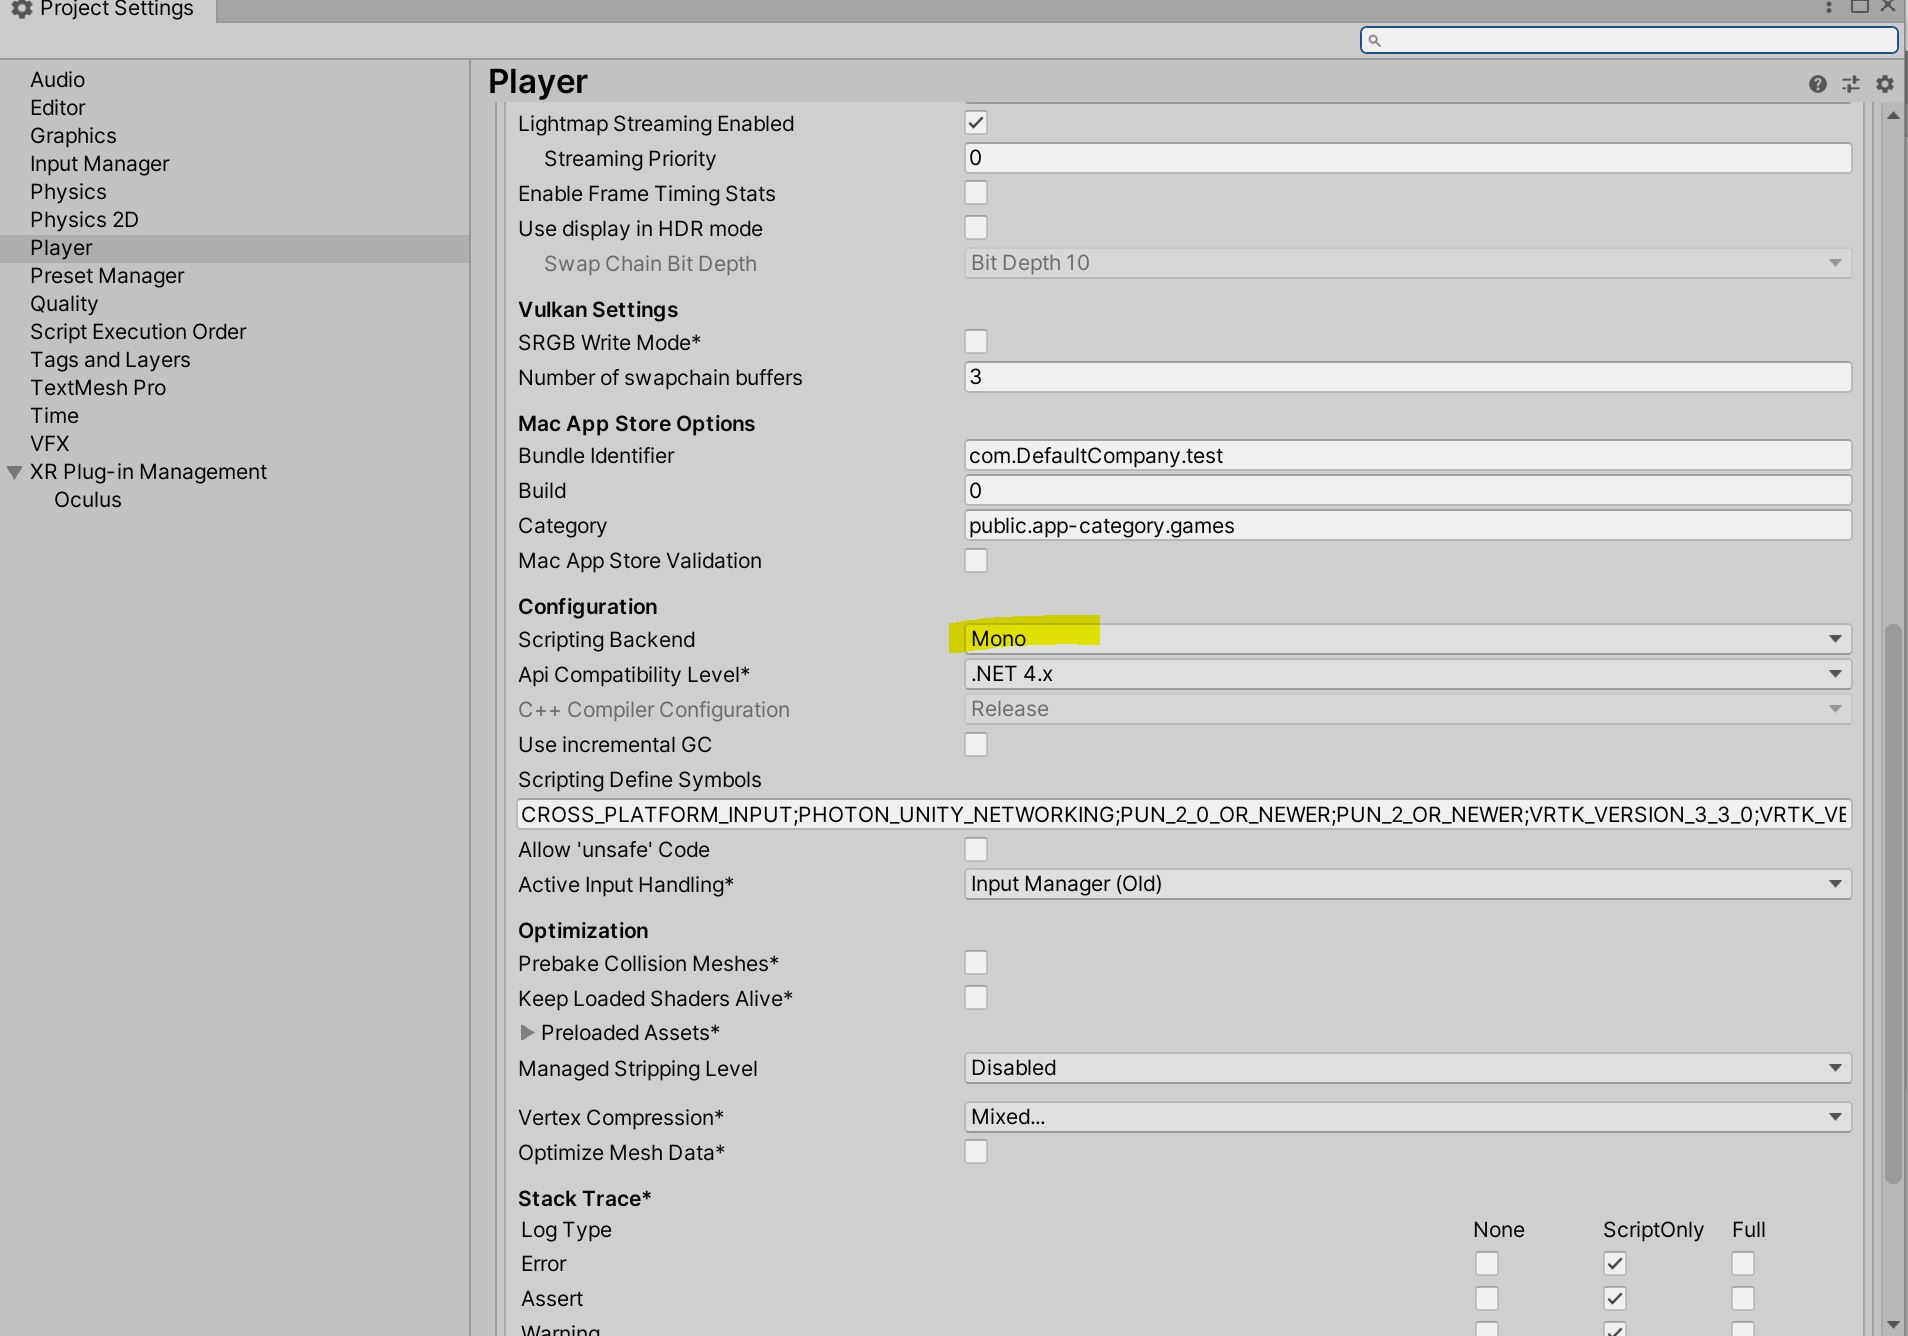 Project Settings
Audio
Editor
Graphics
Input Manager
Physics
Physics 2D
Player
Preset Manager
Quality
Script Execution Order
Tags and Layers
TextMesh Pro
Time
VFX
XR Plug-in Management
Oculus
Player
Lightmap Streaming Enabled
Streaming Priority 0
Enable Frame Timing Stats
Use display in HDR mode
Swap Chain Bit Depth Bit Depth 10
Vulkan Settings
SRGB Write Mode*
Number of swapchain buffers 3
Mac App Store Options
Bundle Identifier com.DefaultCompany.test
Build 0
Category public.app-category.games
Mac App Store Validation
Configuration
Scripting Backend Mono
Api Compatibility Level* .NET 4.x
C++ Compiler Configuration Release
Use incremental GC
Scripting Define Symbols
CROSS_PLATFORM_INPUT;PHOTON_UNITY_NETWORKING;PUN_2_0_OR_NEWER;PUN_2_OR_NEWER;VRTK_VERSION_3_3_0;VRTK_VE
Allow 'unsafe' Code
Active Input Handling* Input Manager (Old)
Optimization
Prebake Collision Meshes*
Keep Loaded Shaders Alive*
Preloaded Assets*
Managed Stripping Level Disabled
Vertex Compression* Mixed...
Optimize Mesh Data*
Stack Trace*
Log Type None ScriptOnly Full
Error
Assert
Warning